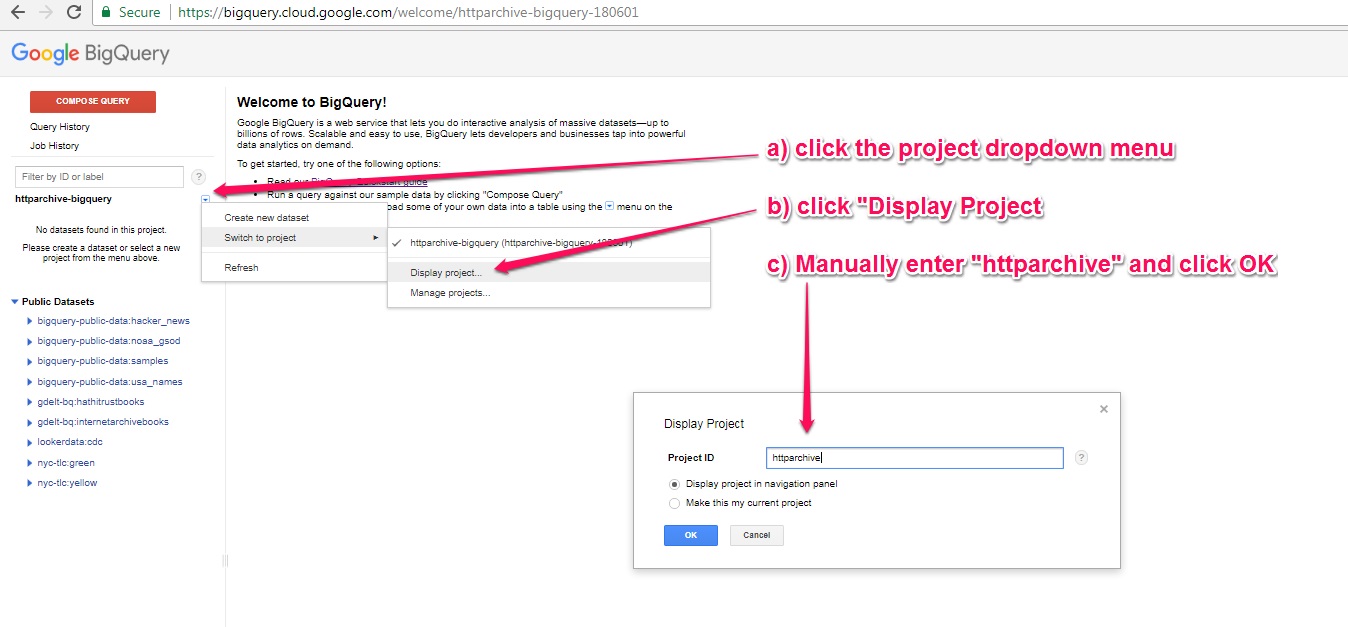 Secure https://bigquery.cloud.google.com/welcome/httparchive-bigquery-180601
Google BigQuery
COMPOSE QUERY
Query History
Job History
Filter by ID or label
?
httparchive-bigquery
No datasets found in this project.
Please create a dataset or select a new
project from the menu above.
Public Datasets
bigquery-public-data:hacker_news
bigquery-public-data:noaa_gsod
bigquery-public-data:samples
bigquery-public-data:usa_names
gdelt-bq:hathitrustbooks
gdelt-bq:internetarchivebooks
lookerdata:cdc
nyc-tlc:green
nyc-tlc:yellow
Welcome to BigQuery!
Google BigQuery is a web service that lets you do interactive analysis of massive datasets—up to
billions of rows. Scalable and easy to use, BigQuery lets developers and businesses tap into powerful
data analytics on demand.
To get started, try one of the following options:
Read our BigQuery Quickstart guide
Run a query against our sample data by clicking "Compose Query"
some of your own data into a table using the menu on the
Create new dataset
Switch to project
Refresh
httparchive-bigquery (httparchive-bigquery-180601)
Display project...
Manage projects...
a) click the project dropdown menu
b) click "Display Project
c) Manually enter "httparchive" and click OK
Display Project
Project ID
httparchive
?
Display project in navigation panel
Make this my current project
OK
Cancel